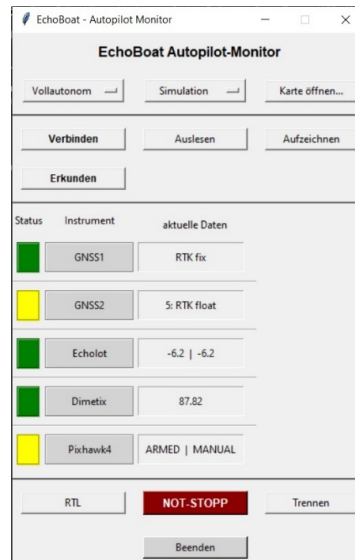 EchoBoat - Autopilot Monitor
EchoBoat Autopilot-Monitor
Vollautonom Simulation Karte öffnen...
Verbinden Auslesen Aufzeichnen
Erkunden
Status Instrument aktuelle Daten
GNSS1 RTK fix
GNSS2 5: RTK float
Echolot -6.2 | -6.2
Dimetix 87.82
Pixhawk4 ARMED | MANUAL
RTL NOT-STOPP Trennen
Beenden